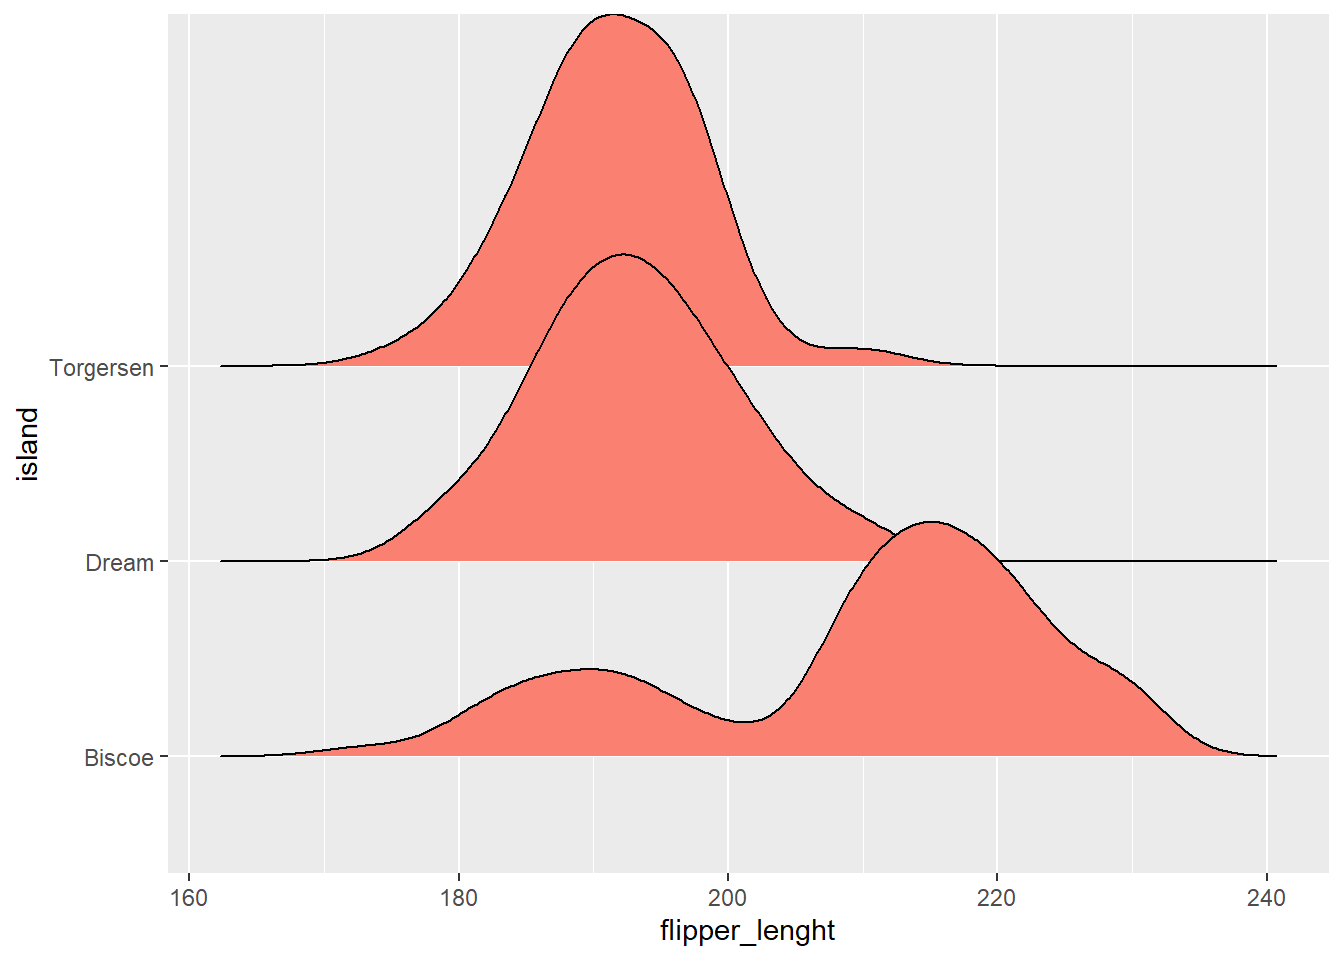 Torgersen
Dream
Biscoe
island
160 180 200 220 240
flipper_lenght